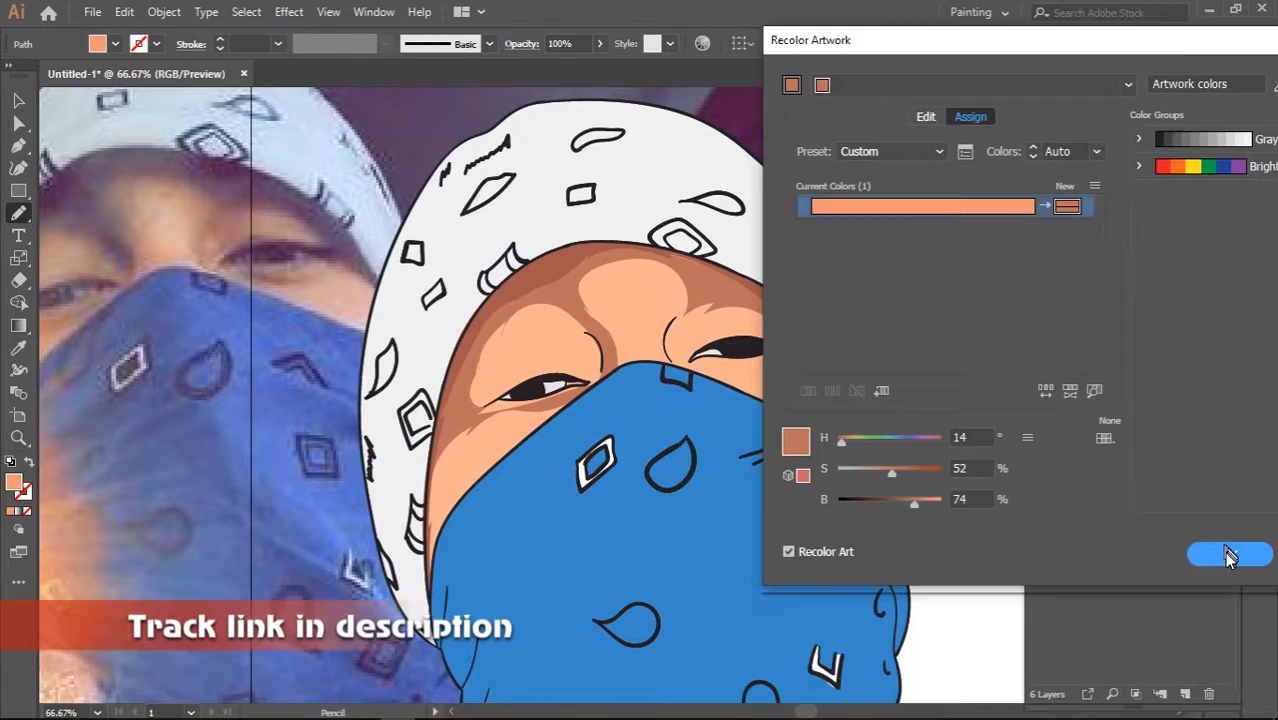 Ai File Edit Object Type Select Effect View Window Help Painting Search Adobe Stock
Path Stroke: Basic Opacity: 100% Style:
Recolor Artwork
Untitled-1* @ 66.67% (RGB/Preview)
Artwork colors
Edit Assign
Color Groups
Preset: Custom Colors: Auto
Gray
Bright
Current Colors (1) New
None
H 14 °
S 52 %
B 74 %
Recolor Art
Track link in description
6 Layers
66.67% 1 Pencil